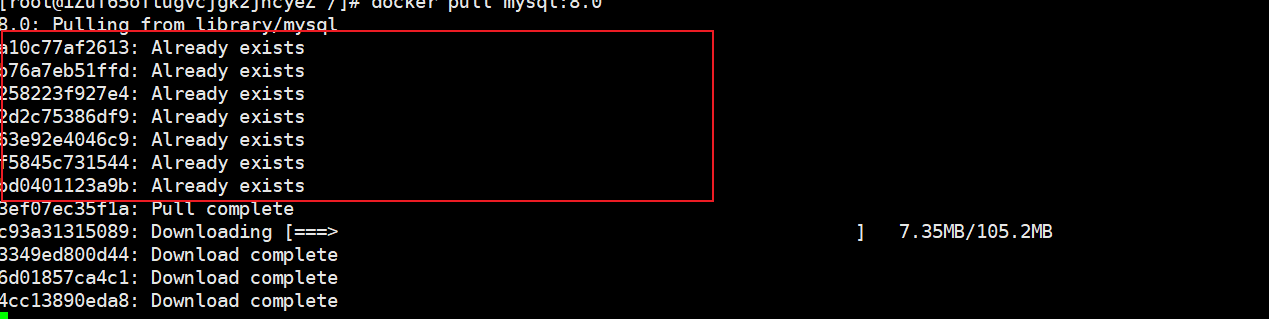 [root@iZuf65oftugvcjgk2jhcyeZ /]# docker pull mysql:8.0
8.0: Pulling from library/mysql
a10c77af2613: Already exists
b76a7eb51ffd: Already exists
258223f927e4: Already exists
2d2c75386df9: Already exists
63e92e4046c9: Already exists
f5845c731544: Already exists
bd0401123a9b: Already exists
3ef07ec35f1a: Pull complete
c93a31315089: Downloading [===> ] 7.35MB/105.2MB
3349ed800d44: Download complete
6d01857ca4c1: Download complete
4cc13890eda8: Download complete